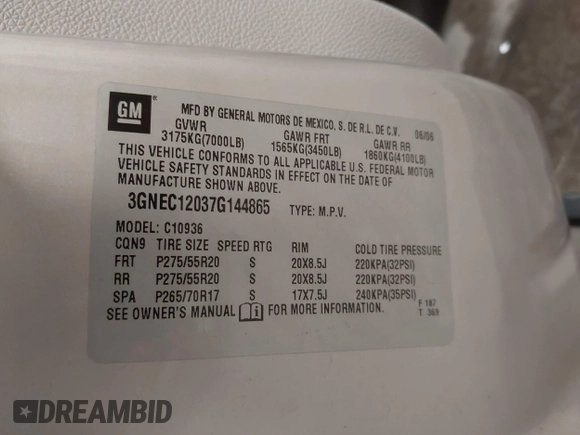 GM ®
MFD BY GENERAL MOTORS DE MEXICO, S. DE R.L. DE C.V. 06/06
GVWR GAWR FRT GAWR RR
3175KG(7000LB) 1565KG(3450LB) 1860KG(4100LB)
THIS VEHICLE CONFORMS TO ALL APPLICABLE U.S. FEDERAL MOTOR
VEHICLE SAFETY STANDARDS IN EFFECT ON THE DATE OF
MANUFACTURE SHOWN ABOVE.
3GNEC12037G144865 TYPE: M.P.V.
MODEL: C10936
CQN9 TIRE SIZE SPEED RTG RIM COLD TIRE PRESSURE
FRT P275/55R20 S 20X8.5J 220KPA(32PSI)
RR P275/55R20 S 20X8.5J 220KPA(32PSI)
SPA P265/70R17 S 17X7.5J 240KPA(35PSI)
SEE OWNER'S MANUAL i FOR MORE INFORMATION.
F 187
T 369
DREAMBID